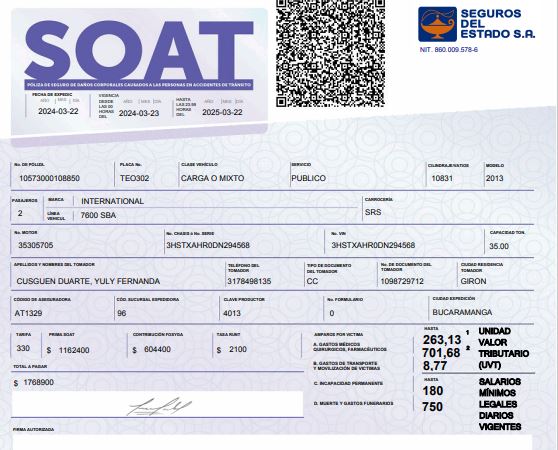 SOAT
PÓLIZA DE SEGURO DE DAÑOS CORPORALES CAUSADOS A LAS PERSONAS EN ACCIDENTES DE TRÁNSITO
SEGUROS
DEL
ESTADO S.A.
NIT. 860.009.578-6
FECHA DE EXPEDIC
AÑO MES DÍA
2024-03-22
VIGENCIA
DESDE
LAS 00
HORAS
DEL
AÑO MES DÍA
2024-03-23
HASTA
LAS 23:59
HORAS
DEL
AÑO MES DÍA
2025-03-22
No. DE PÓLIZA PLACA No. CLASE VEHÍCULO SERVICIO CILINDRAJE/VATIOS MODELO
10573000108850 TEO302 CARGA O MIXTO PUBLICO 10831 2013
PASAJEROS MARCA CARROCERÍA
2 INTERNATIONAL SRS
LÍNEA
VEHICUL 7600 SBA
No. MOTOR No. CHASIS ó No. SERIE No. VIN CAPACIDAD TON.
35305705 3HSTXAHR0DN294568 3HSTXAHR0DN294568 35.00
APELLIDOS Y NOMBRES DEL TOMADOR TELÉFONO DEL TOMADOR TIPO DE DOCUMENTO DEL TOMADOR No. DE DOCUMENTO DEL TOMADOR CIUDAD RESIDENCIA TOMADOR
CUSGUEN DUARTE, YULY FERNANDA 3178498135 CC 1098729712 GIRON
CÓDIGO DE ASEGURADORA CÓD. SUCURSAL EXPEDIDORA CLAVE PRODUCTOR No. FORMULARIO CIUDAD EXPEDICIÓN
AT1329 96 4013 0 BUCARAMANGA
TARIFA PRIMA SOAT CONTRIBUCIÓN FOSYGA TASA RUNT
330 $ 1162400 $ 604400 $ 2100
TOTAL A PAGAR
$ 1768900
FIRMA AUTORIZADA
AMPAROS POR VICTIMA
A. GASTOS MÉDICOS
QUIRÚRGICOS, FARMACÉUTICOS
B. GASTOS DE TRANSPORTE
Y MOVILIZACIÓN DE VICTIMAS
C. INCAPACIDAD PERMANENTE
D. MUERTE Y GASTOS FUNERARIOS
HASTA
263,13 1
701,68 2
8,77
UNIDAD
VALOR
TRIBUTARIO
(UVT)
HASTA
180
750
SALARIOS
MÍNIMOS
LEGALES
DIARIOS
VIGENTES